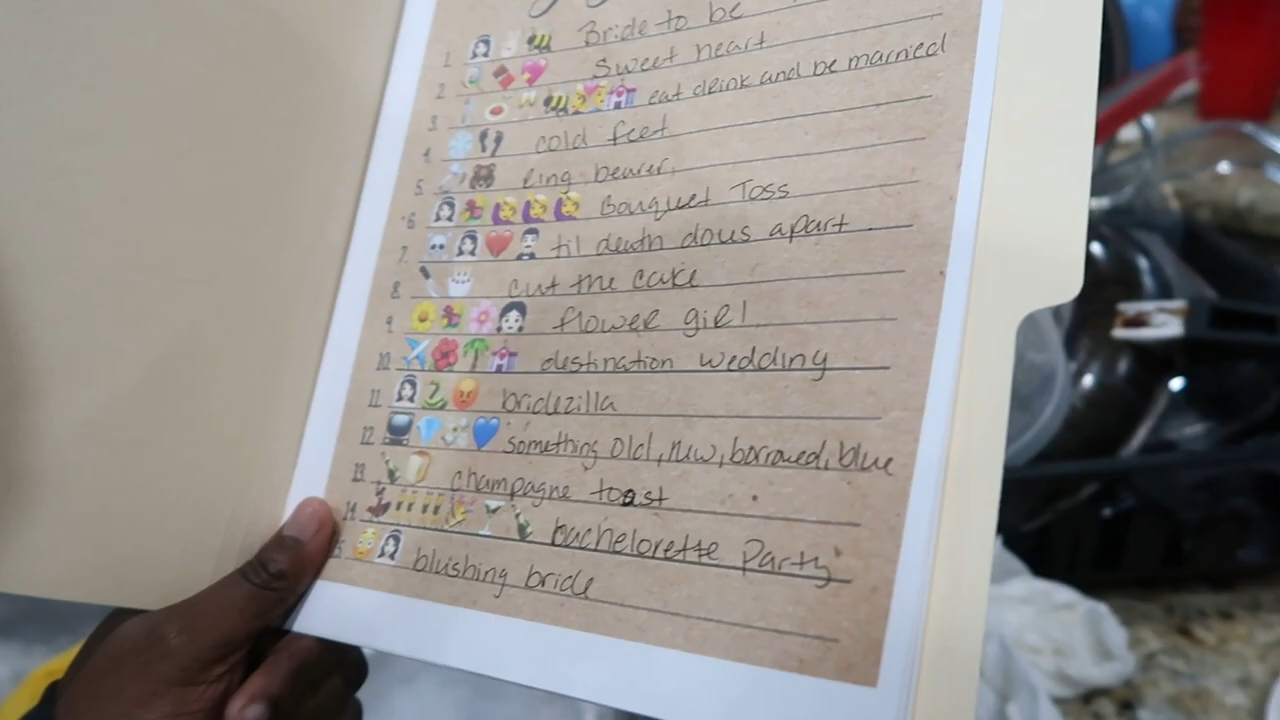 1. Bride to be
2. Sweet heart
3. eat drink and be married
4. cold feet
5. ring bearer
6. Bouquet Toss
7. til death dous apart
8. cut the cake
9. flower girl
10. destination wedding
11. bridezilla
12. something old, new, borrowed, blue
13. champagne toast
14. bachelorette Party
blushing bride